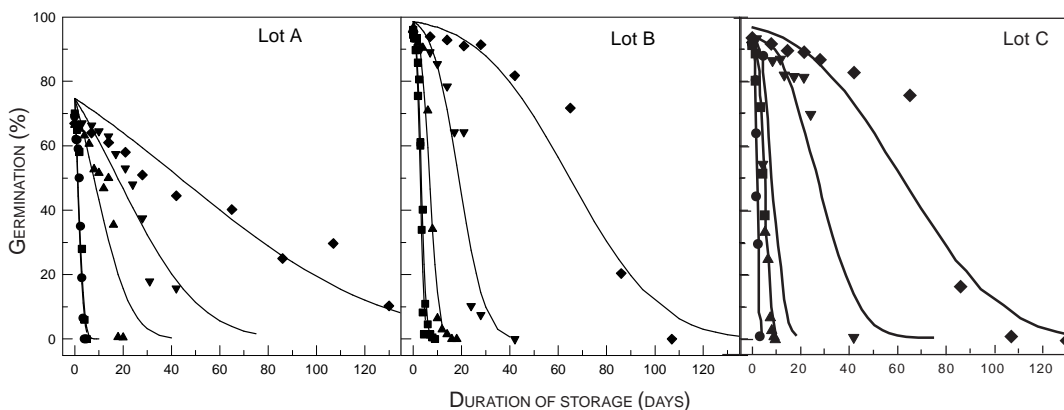 Lot A
Lot B
Lot C
GERMINATION (%)
100
80
60
40
20
0
0 20 40 60 80 100 120
0 20 40 60 80 100 120
0 20 40 60 80 100 120
DURATION OF STORAGE (DAYS)